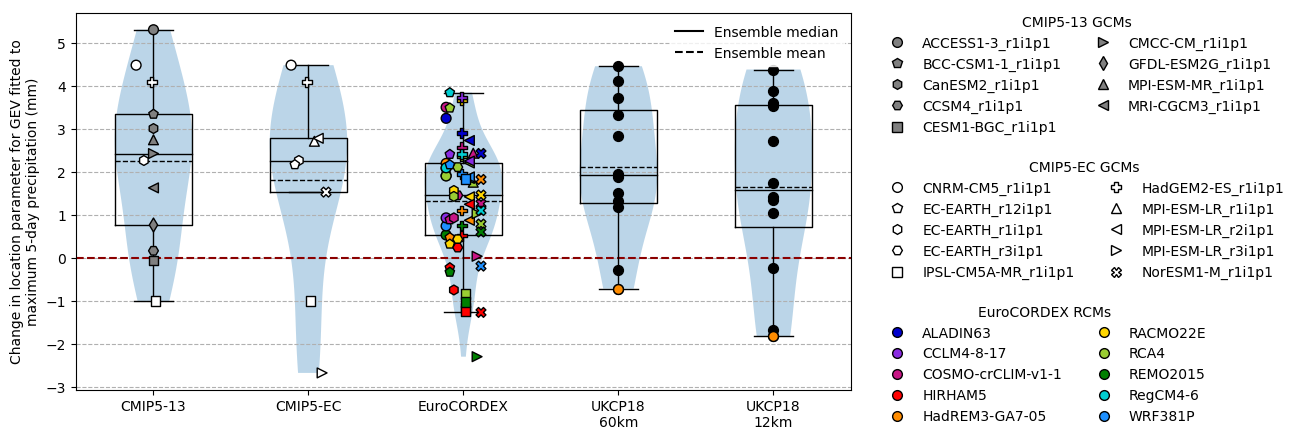 Change in location parameter for GEV fitted to
maximum 5-day precipitation (mm)
5
4
3
2
1
0
−1
−2
−3
CMIP5-13
CMIP5-EC
EuroCORDEX
UKCP18
60km
UKCP18
12km
Ensemble median
Ensemble mean
CMIP5-13 GCMs
ACCESS1-3_r1i1p1
BCC-CSM1-1_r1i1p1
CanESM2_r1i1p1
CCSM4_r1i1p1
CESM1-BGC_r1i1p1
CMCC-CM_r1i1p1
GFDL-ESM2G_r1i1p1
MPI-ESM-MR_r1i1p1
MRI-CGCM3_r1i1p1
CMIP5-EC GCMs
CNRM-CM5_r1i1p1
EC-EARTH_r12i1p1
EC-EARTH_r1i1p1
EC-EARTH_r3i1p1
IPSL-CM5A-MR_r1i1p1
HadGEM2-ES_r1i1p1
MPI-ESM-LR_r1i1p1
MPI-ESM-LR_r2i1p1
MPI-ESM-LR_r3i1p1
NorESM1-M_r1i1p1
EuroCORDEX RCMs
ALADIN63
CCLM4-8-17
COSMO-crCLIM-v1-1
HIRHAM5
HadREM3-GA7-05
RACMO22E
RCA4
REMO2015
RegCM4-6
WRF381P